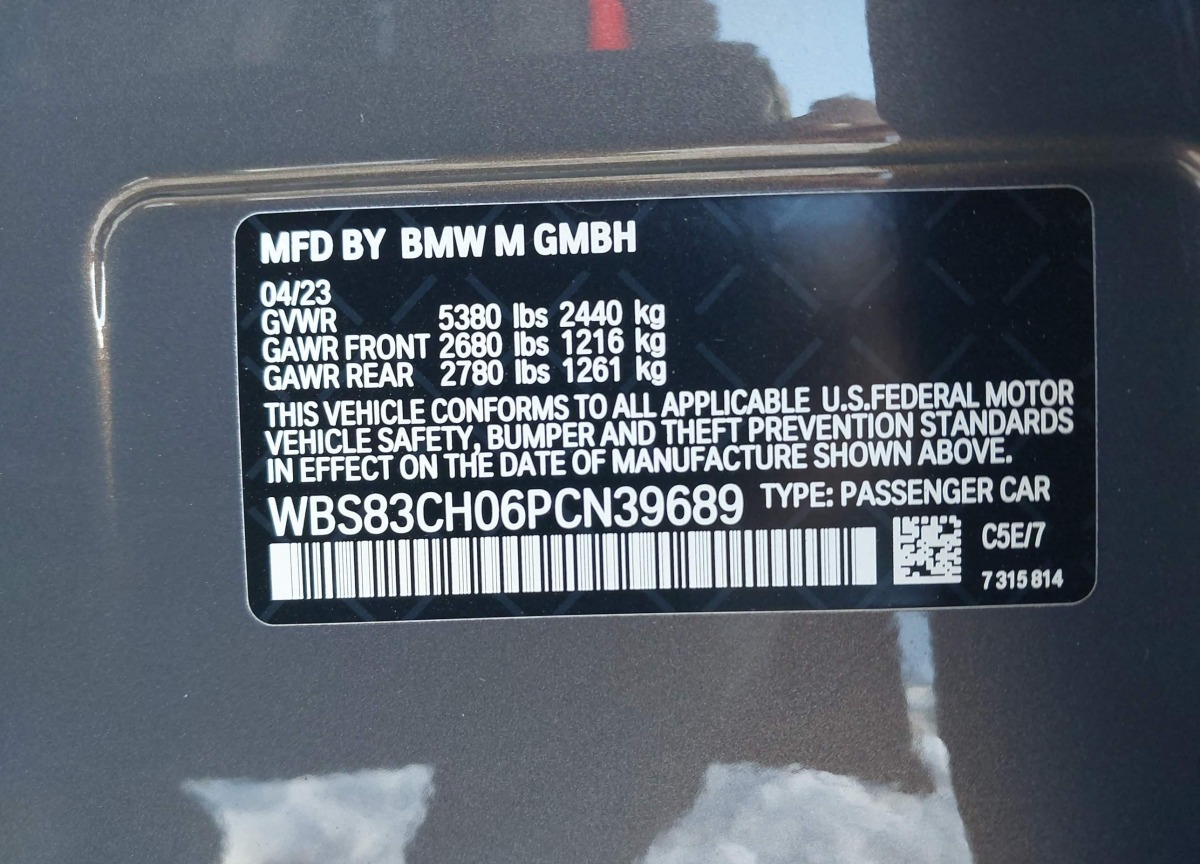 MFD BY BMW M GMBH
04/23
GVWR 5380 lbs 2440 kg
GAWR FRONT 2680 lbs 1216 kg
GAWR REAR 2780 lbs 1261 kg
THIS VEHICLE CONFORMS TO ALL APPLICABLE U.S.FEDERAL MOTOR
VEHICLE SAFETY, BUMPER AND THEFT PREVENTION STANDARDS
IN EFFECT ON THE DATE OF MANUFACTURE SHOWN ABOVE.
WBS83CH06PCN39689 TYPE: PASSENGER CAR
C5E/7
7 315 814